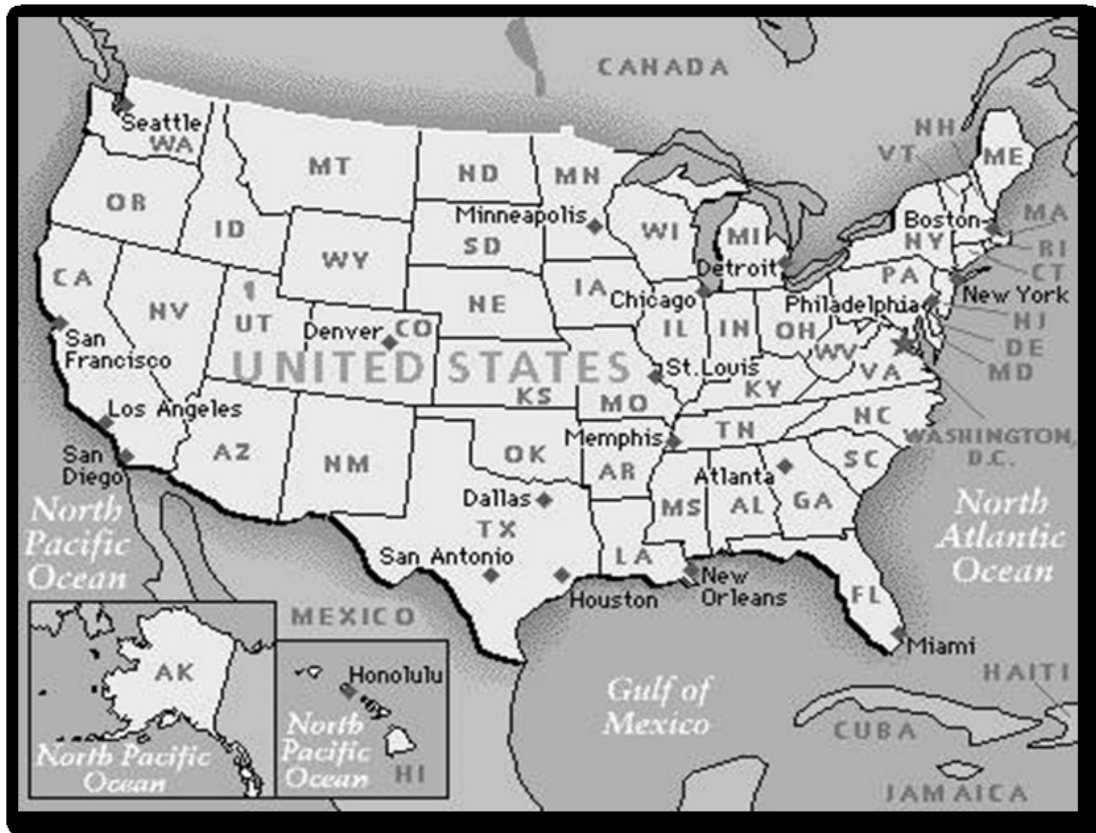 CANADA
NH
VT
ME
Seattle
WA
MT
ND
MN
OR
ID
Minneapolis
SD
WI
MI
Boston
MA
NY
RI
CT
WY
Detroit
PA
CA
NV
UT
NE
IA
Chicago
New York
Philadelphia
NJ
Denver
CO
IL
IN
OH
DE
San
Francisco
WV
MD
UNITED STATES
St. Louis
VA
KS
MO
KY
Los Angeles
NC
TN
WASHINGTON,
D.C.
Memphis
San
Diego
AZ
NM
OK
AR
SC
Atlanta
Dallas
MS
AL
GA
TX
North
Pacific
Ocean
North
Atlantic
Ocean
San Antonio
LA
New
Orleans
Houston
FL
MEXICO
Miami
AK
Honolulu
HAITI
Gulf of
Mexico
CUBA
North Pacific
Ocean
North
Pacific
Ocean
HI
JAMAICA